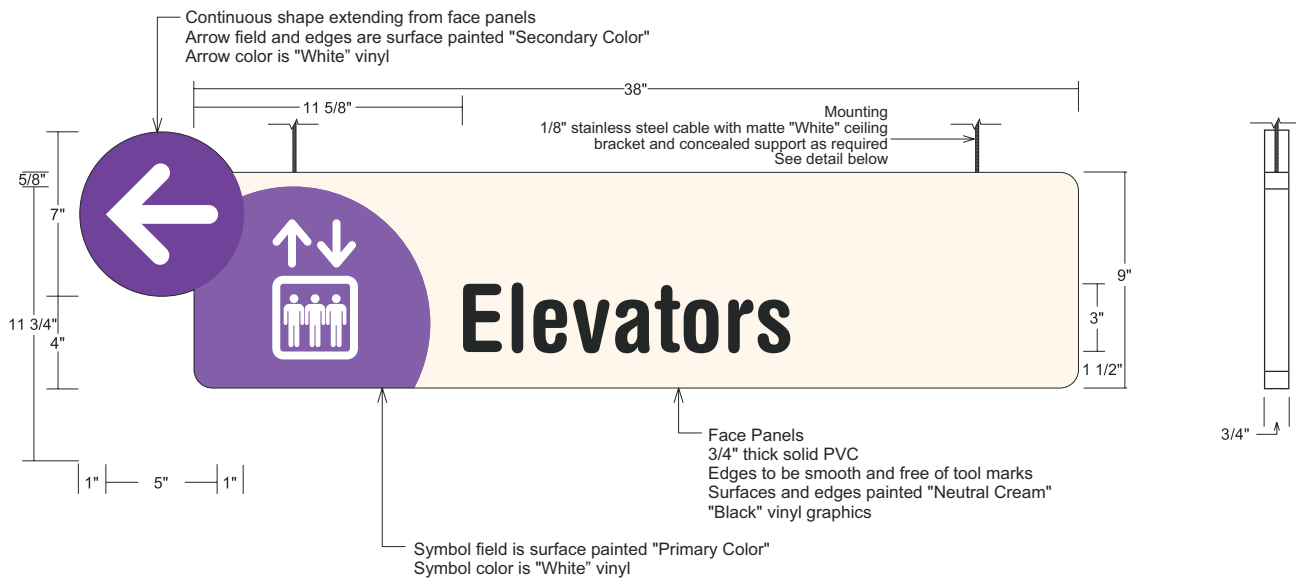 Continuous shape extending from face panels
Arrow field and edges are surface painted "Secondary Color"
Arrow color is "White” vinyl
38"
11 5/8"
Mounting
1/8" stainless steel cable with matte "White" ceiling
bracket and concealed support as required
See detail below
5/8"
7"
11 3/4"
4"
Elevators
9"
3"
1 1/2"
3/4"
1"
5"
1"
Face Panels
3/4" thick solid PVC
Edges to be smooth and free of tool marks
Surfaces and edges painted "Neutral Cream"
"Black" vinyl graphics
Symbol field is surface painted "Primary Color"
Symbol color is "White” vinyl